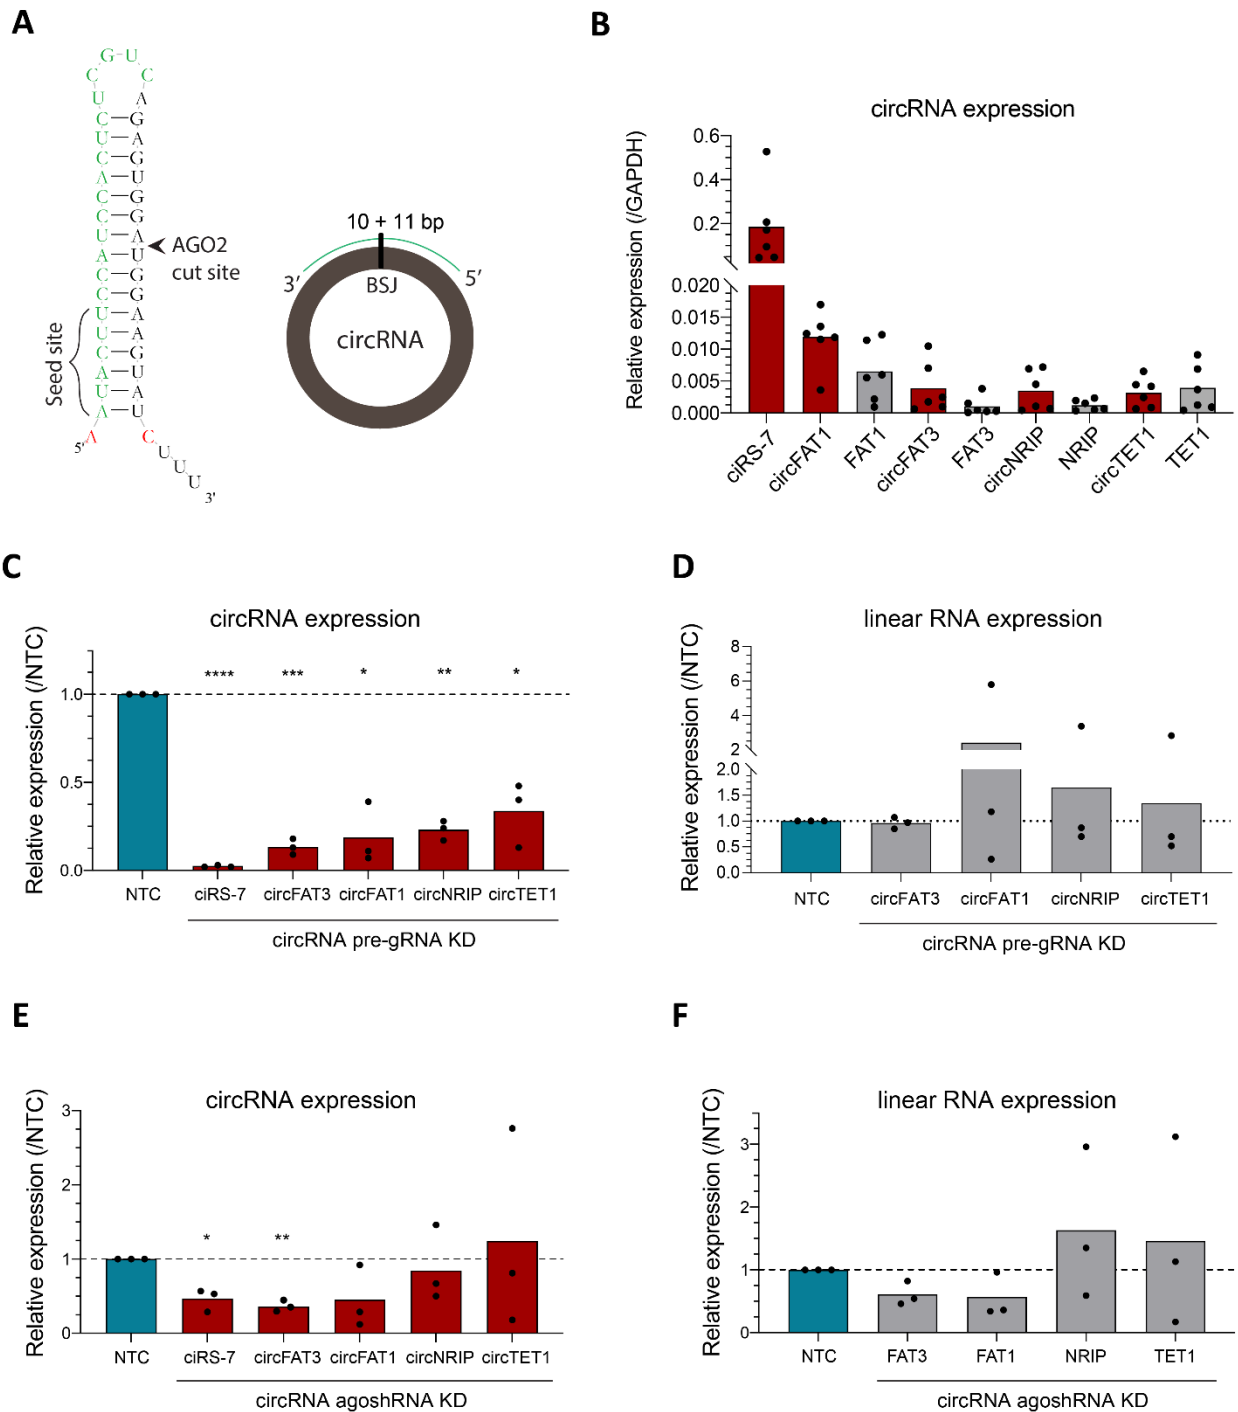 A
G-U
C C
U A
C — G
U — A
C — G
A — U
C — G
C — G
A AGO2
U — A
A — U cut site
C — G
C — G
U — A
U — A
C — G
A — U
U — A
A — U
Seed site
5' A C
U
U
U
3'
10 + 11 bp
3' BSJ 5'
circRNA
B
circRNA expression
Relative expression (/GAPDH)
0.6
0.4
0.2
0.020
0.015
0.010
0.005
0.000
ciRS-7 circFAT1 FAT1 circFAT3 FAT3 circNRIP NRIP circTET1 TET1
C
circRNA expression
Relative expression (/NTC)
**** *** * ** *
1.0
0.5
0.0
NTC ciRS-7 circFAT3 circFAT1 circNRIP circTET1
circRNA pre-gRNA KD
D
linear RNA expression
Relative expression (/NTC)
8
6
4
2
2.0
1.5
1.0
0.5
0.0
NTC circFAT3 circFAT1 circNRIP circTET1
circRNA pre-gRNA KD
E
circRNA expression
Relative expression (/NTC)
3
2
* **
1
0
NTC ciRS-7 circFAT3 circFAT1 circNRIP circTET1
circRNA agoshRNA KD
F
linear RNA expression
Relative expression (/NTC)
3
2
1
0
NTC FAT3 FAT1 NRIP TET1
circRNA agoshRNA KD